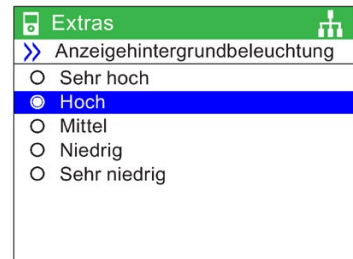 Extras
Anzeigehintergrundbeleuchtung
Sehr hoch
Hoch
Mittel
Niedrig
Sehr niedrig